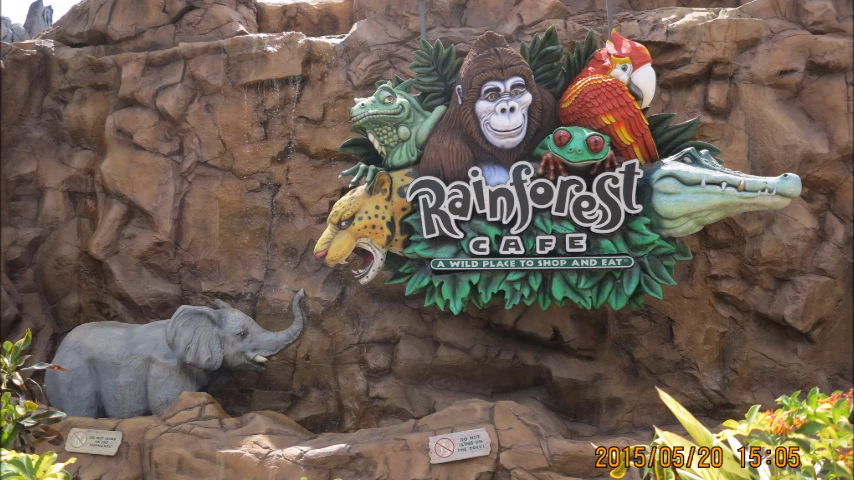 Rainforest
CAFE
A WILD PLACE TO SHOP AND EAT®
DO NOT
CLIMB ON
THE ROCKS
2015/05/20 15:05